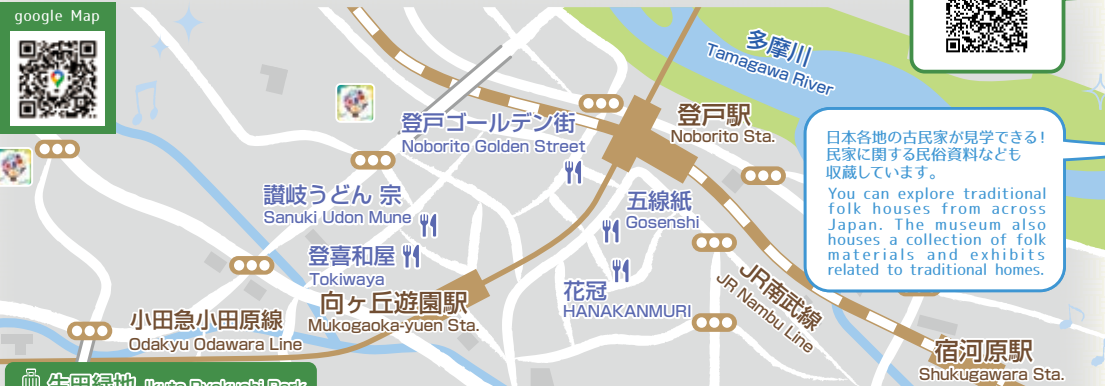 google Map
多摩川
Tamagawa River
登戸ゴールデン街
Noborito Golden Street
登戸駅
Noborito Sta.
日本各地の古民家が見学できる!
民家に関する民俗資料なども
収蔵しています。
You can explore traditional
folk houses from across
Japan. The museum also
houses a collection of folk
materials and exhibits
related to traditional homes.
讃岐うどん 宗
Sanuki Udon Mune
五線紙
Gosenshi
登喜和屋
Tokiwaya
花冠
HANAKANMURI
JR南武線
JR Nambu Line
向ヶ丘遊園駅
Mukogaoka-yuen Sta.
小田急小田原線
Odakyu Odawara Line
宿河原駅
Shukugawara Sta.
生田緑地 Ikuta Ryokuchi Park